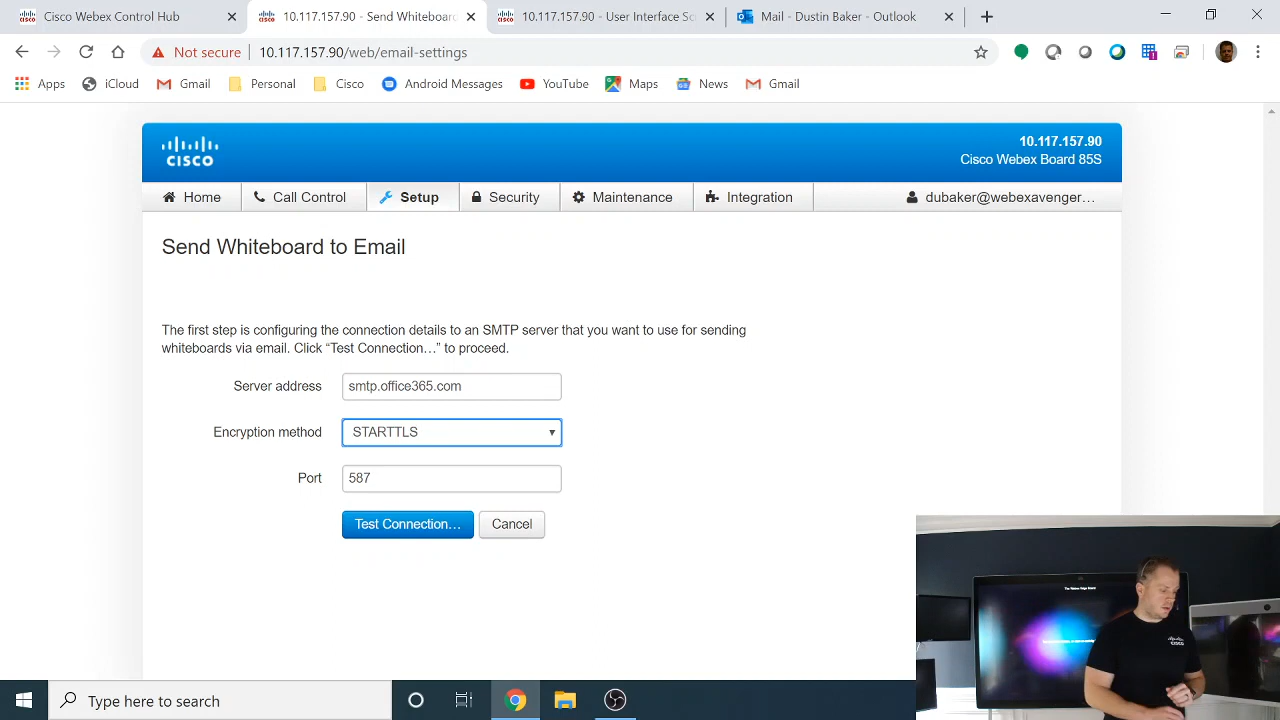 Cisco Webex Control Hub
10.117.157.90 - Send Whiteboard
10.117.157.90 - User Interface Sc
Mail - Dustin Baker - Outlook
Not secure | 10.117.157.90/web/email-settings
Apps
iCloud
Gmail
Personal
Cisco
Android Messages
YouTube
Maps
News
Gmail
CISCO
10.117.157.90
Cisco Webex Board 85S
Home
Call Control
Setup
Security
Maintenance
Integration
dubaker@webexavenger...
Send Whiteboard to Email
The first step is configuring the connection details to an SMTP server that you want to use for sending
whiteboards via email. Click “Test Connection…” to proceed.
Server address
smtp.office365.com
Encryption method
STARTTLS
Port
587
Test Connection…
Cancel
CISCO
Type here to search